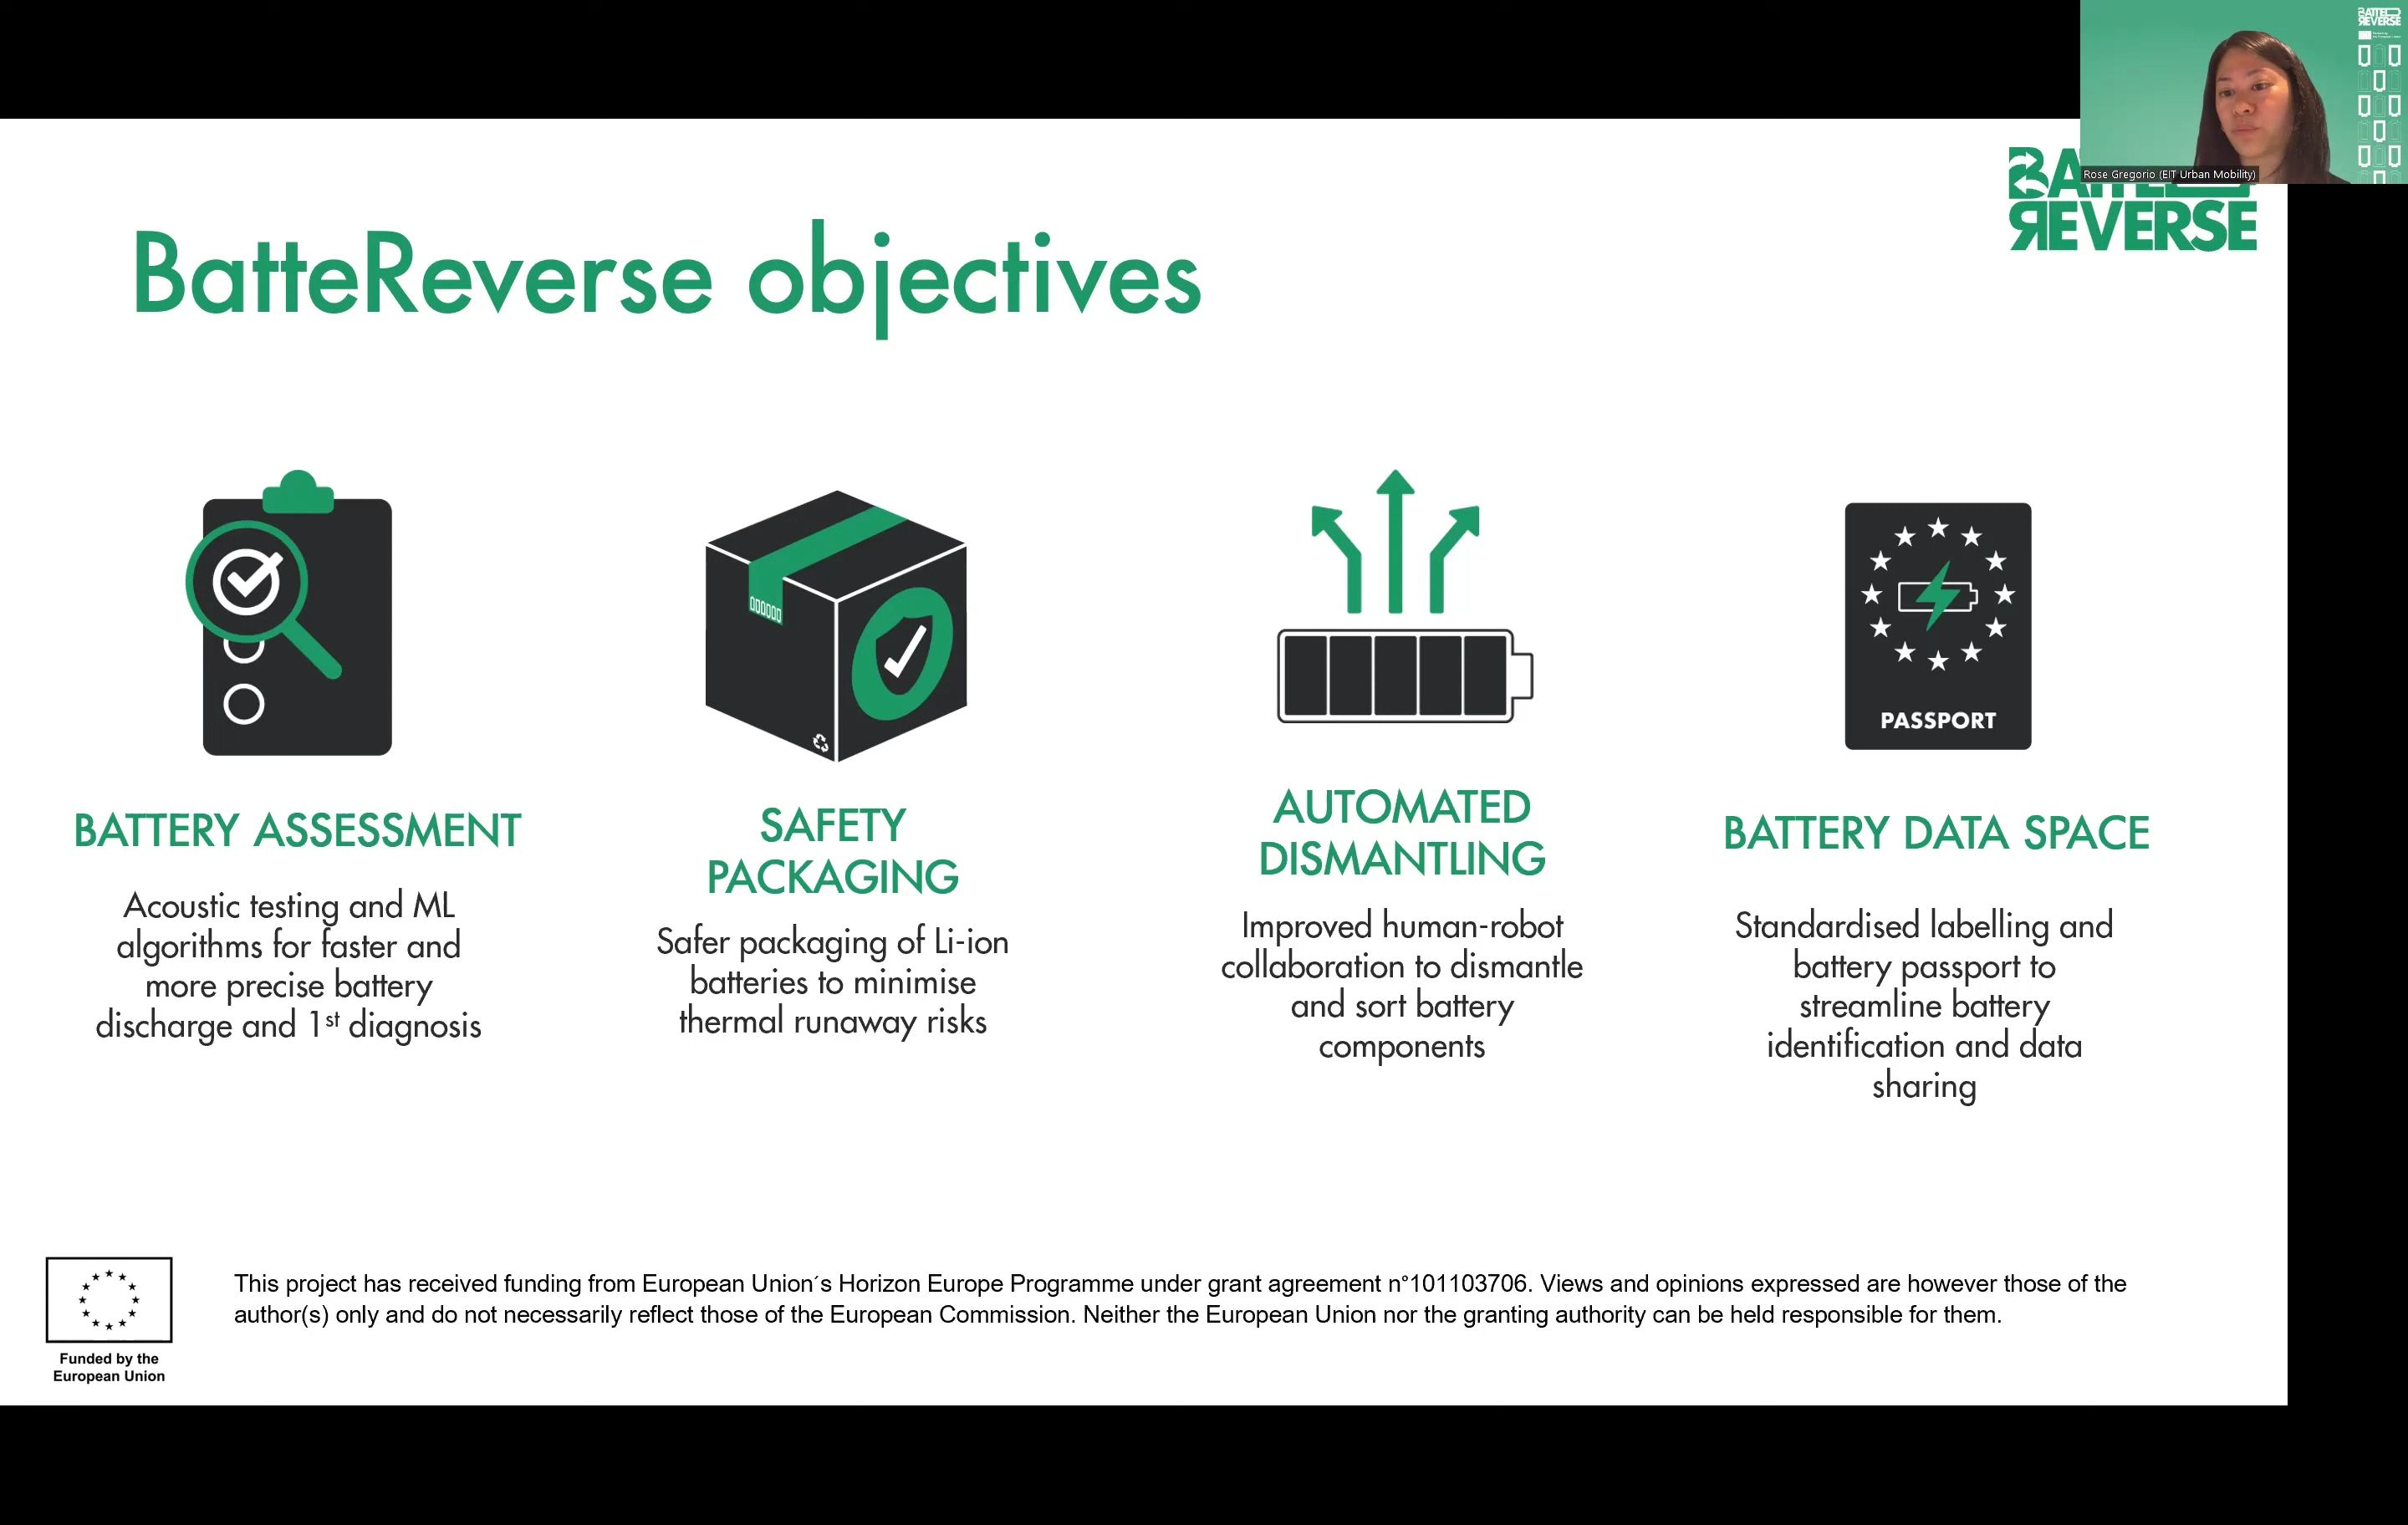 BATTE
REVERSE
Rose Gregorio (EIT Urban Mobility)
REVERSE
BatteReverse objectives
PASSPORT
BATTERY ASSESSMENT
Acoustic testing and ML
algorithms for faster and
more precise battery
discharge and 1st diagnosis
SAFETY
PACKAGING
Safer packaging of Li-ion
batteries to minimise
thermal runaway risks
AUTOMATED
DISMANTLING
Improved human-robot
collaboration to dismantle
and sort battery
components
BATTERY DATA SPACE
Standardised labelling and
battery passport to
streamline battery
identification and data
sharing
This project has received funding from European Union´s Horizon Europe Programme under grant agreement n°101103706. Views and opinions expressed are however those of the
author(s) only and do not necessarily reflect those of the European Commission. Neither the European Union nor the granting authority can be held responsible for them.
Funded by the
European Union